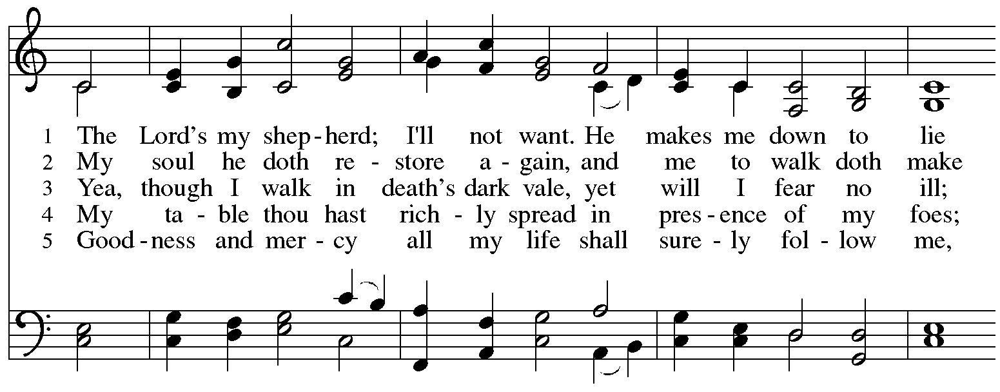 1 The Lord’s my shep - herd; I'll not want. He makes me down to lie
2 My soul he doth re - store a - gain, and me to walk doth make
3 Yea, though I walk in death’s dark vale, yet will I fear no ill;
4 My ta - ble thou hast rich - ly spread in pres - ence of my foes;
5 Good - ness and mer - cy all my life shall sure - ly fol - low me,